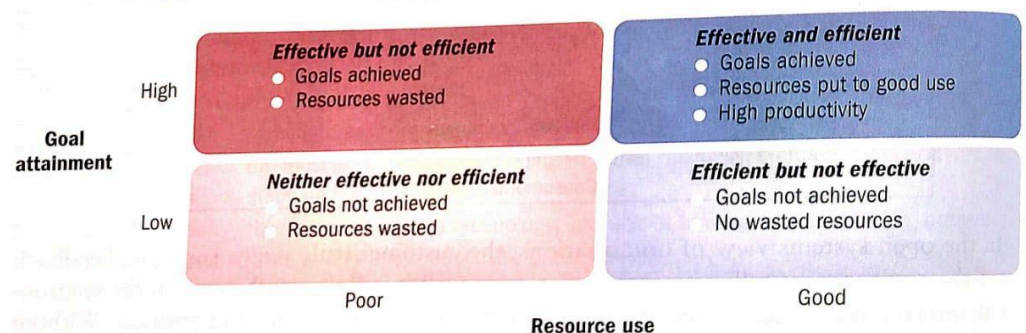 Effective but not efficient
Goals achieved
Resources wasted
Effective and efficient
Goals achieved
Resources put to good use
High productivity
High
Goal
attainment
Neither effective nor efficient
Goals not achieved
Resources wasted
Efficient but not effective
Goals not achieved
No wasted resources
Low
Poor
Good
Resource use